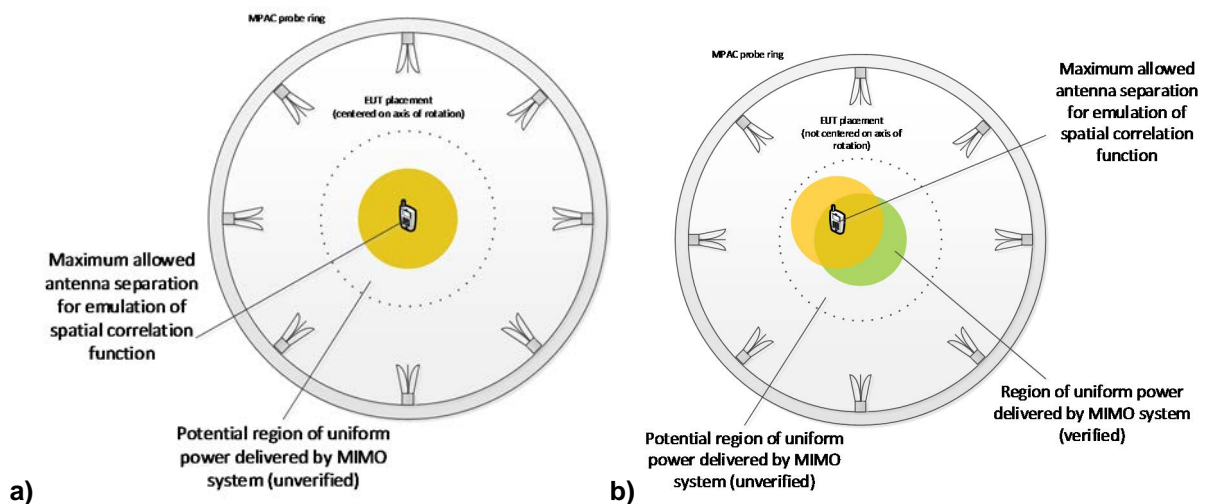 MPAC probe ring
EUT placement
(centered on axis of rotation)
Maximum allowed
antenna separation
for emulation of
spatial correlation
function
Potential region of uniform
power delivered by MIMO
system (unverified)
a)
MPAC probe ring
EUT placement
(not centered on axis of
rotation)
Maximum allowed
antenna separation
for emulation of
spatial correlation
function
Region of uniform power
delivered by MIMO system
(verified)
Potential region of uniform
power delivered by MIMO
system (unverified)
b)